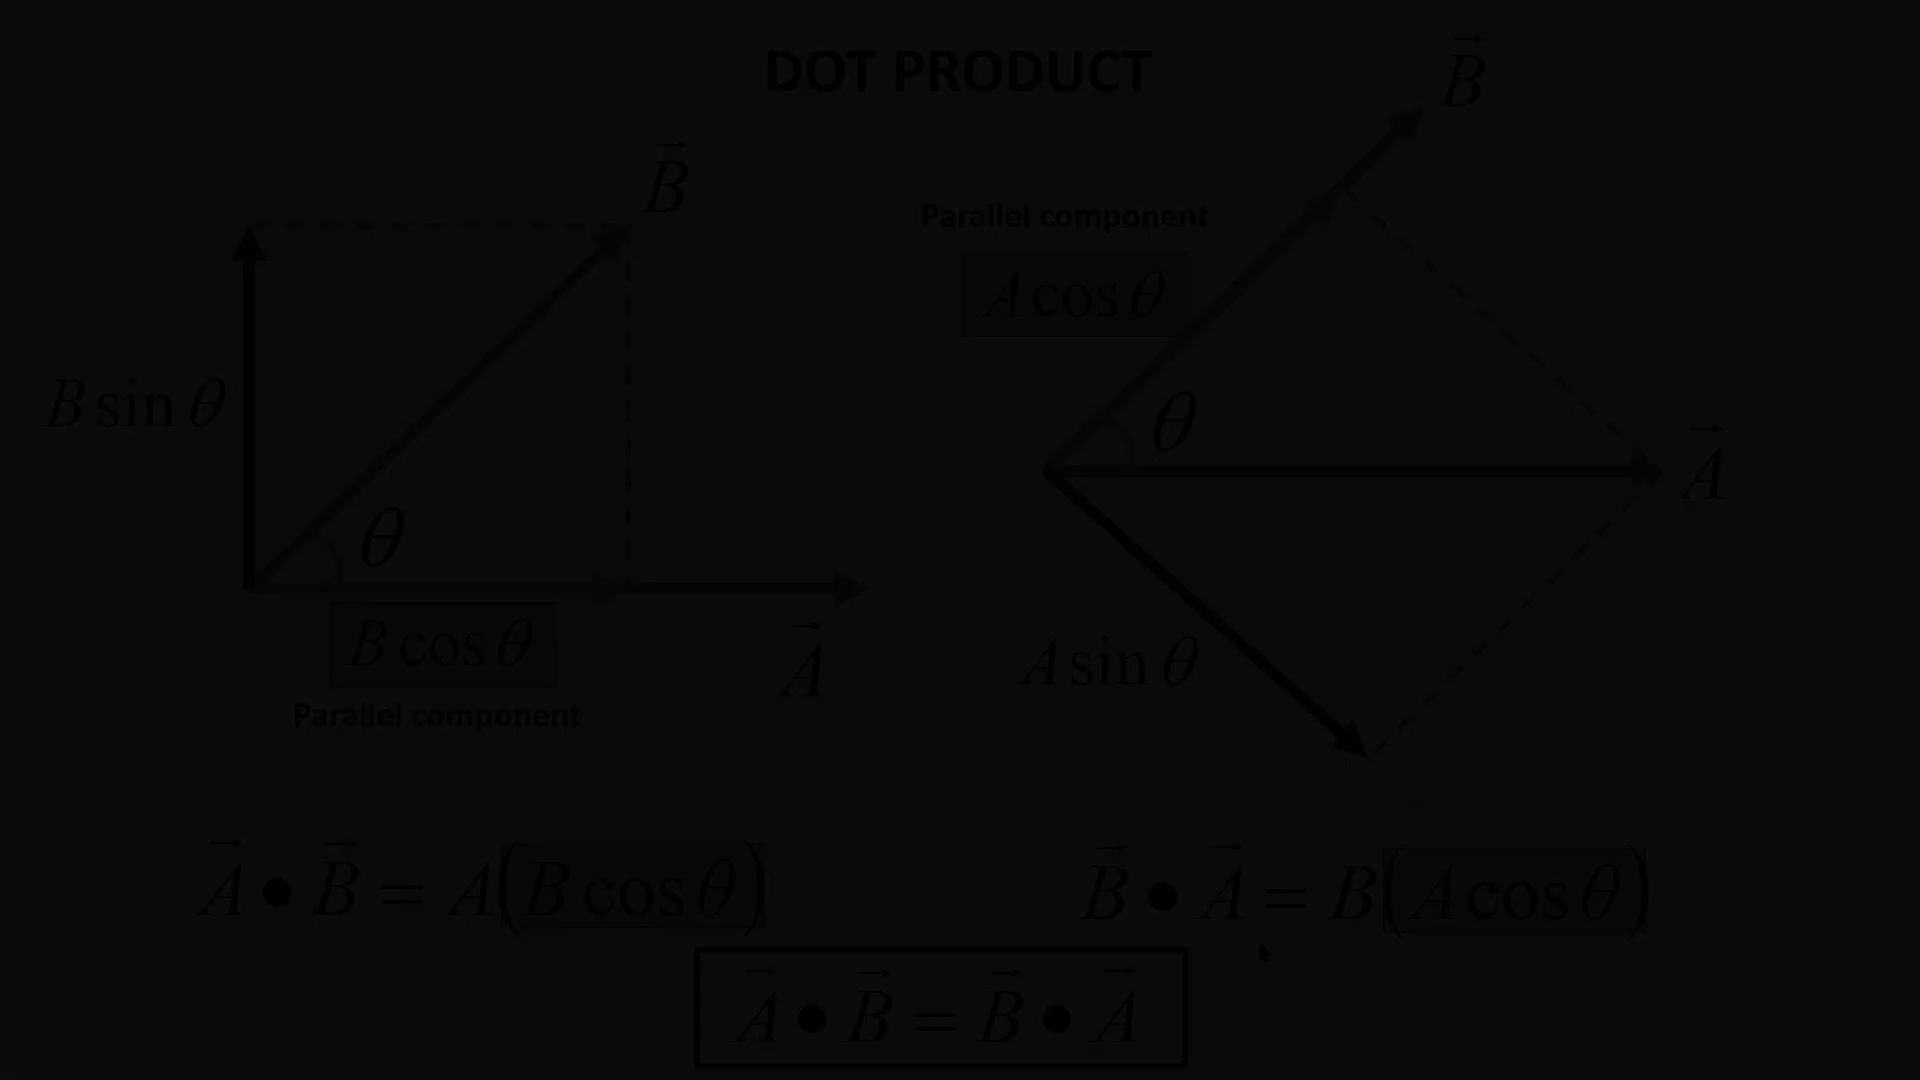 DOT PRODUCT
B⃗
B⃗
Parallel component
A cos θ
B sin θ
θ
θ
A⃗
B cos θ
A⃗
A sin θ
Parallel component
A⃗ • B⃗ = A(B cos θ)
B⃗ • A⃗ = B(A cos θ)
A⃗ • B⃗ = B⃗ • A⃗